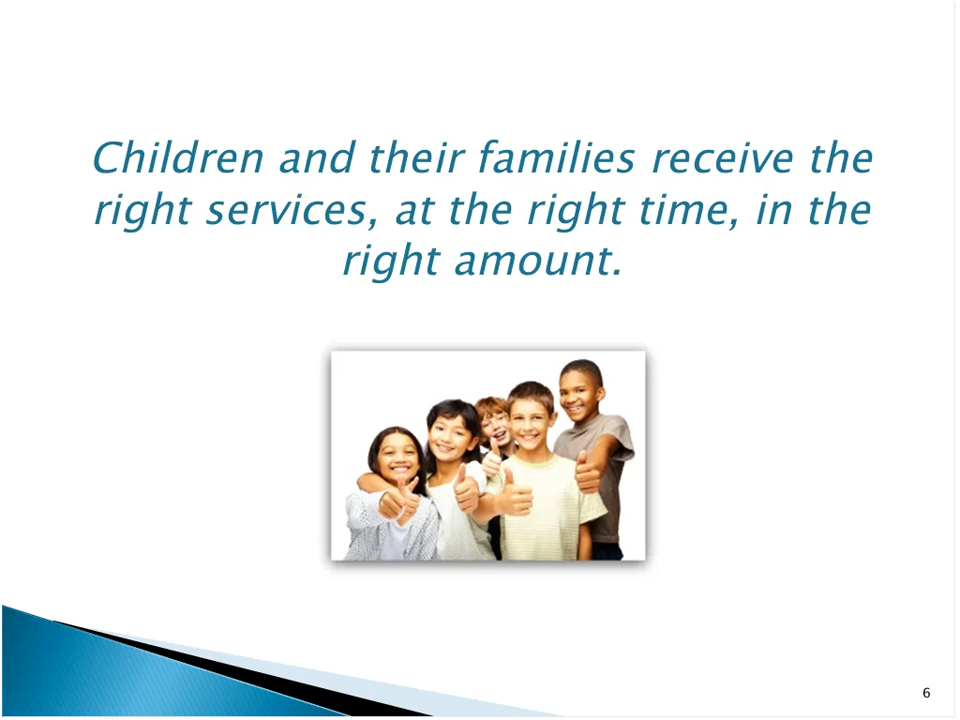 Children and their families receive the
right services, at the right time, in the
right amount.
6